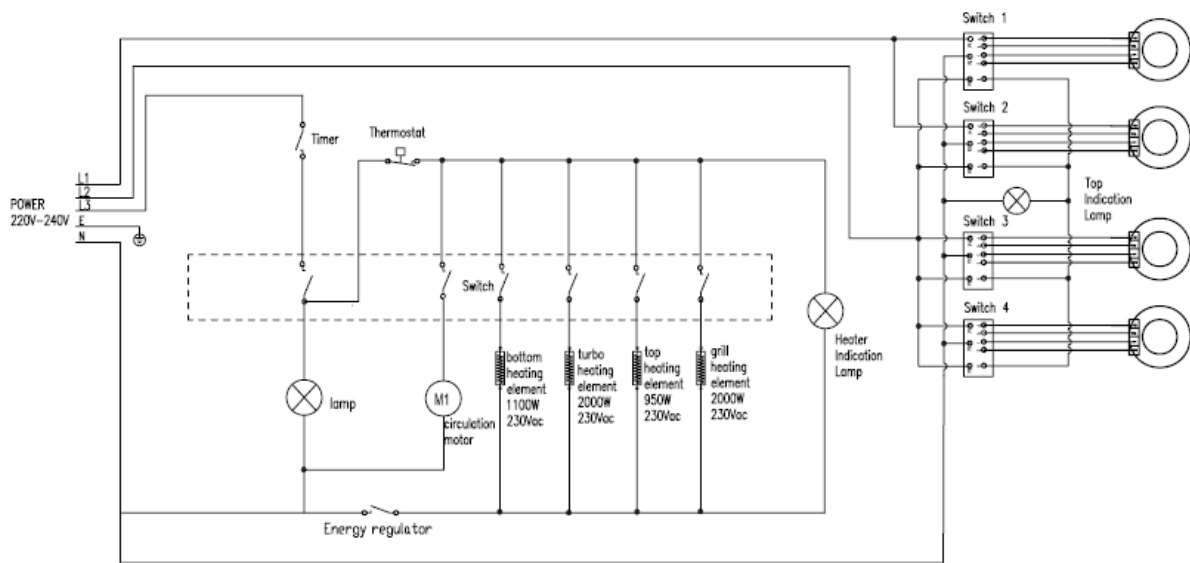 Switch 1
Switch 2
Top
Indication
Lamp
Switch 3
Switch 4
Timer
Thermostat
POWER
220V-240V
L1
L2
L3
E
N
Switch
lamp
M1
circulation
motor
bottom
heating
element
1100W
230Vac
turbo
heating
element
2000W
230Vac
top
heating
element
950W
230Vac
grill
heating
element
2000W
230Vac
Heater
Indication
Lamp
Energy regulator